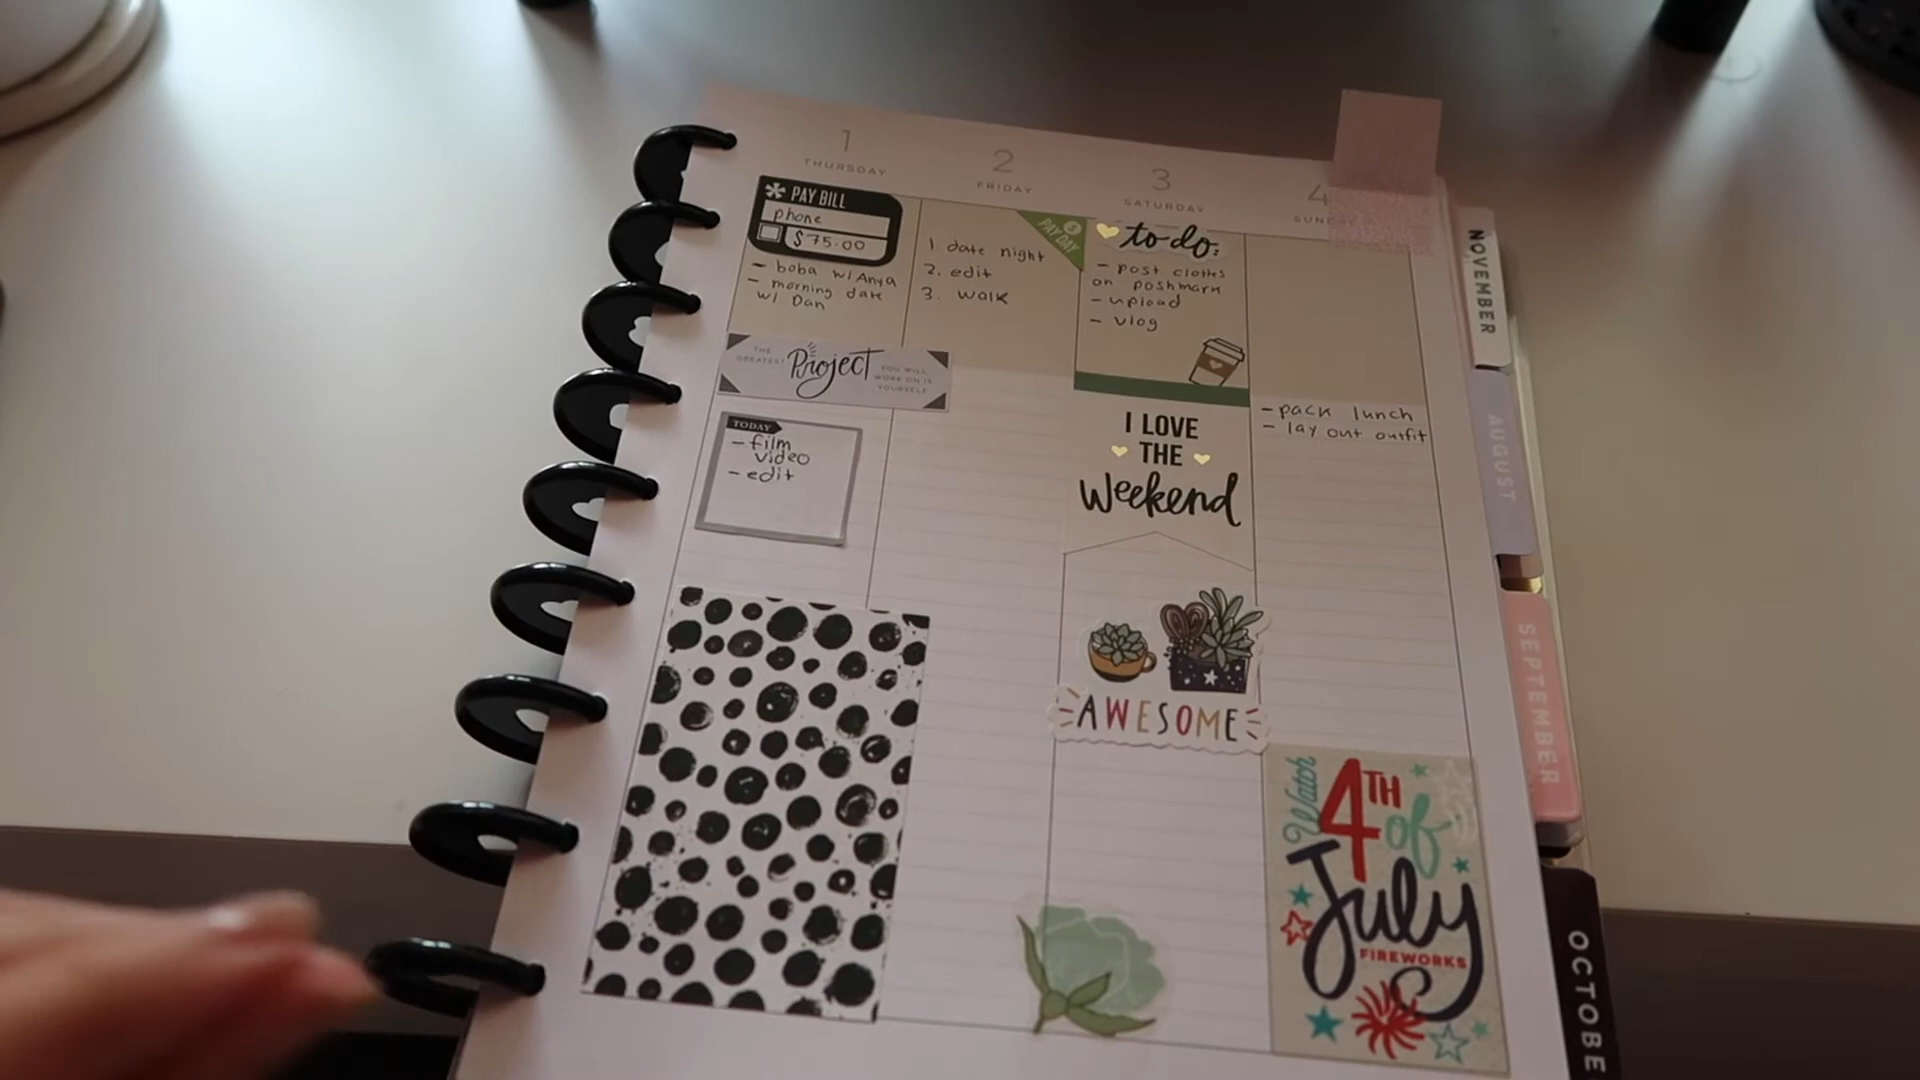 1
THURSDAY
PAY BILL
phone
$75.00
- boba w/ Anya
- morning date
w/ Dan
THE
GREATEST
Project
YOU WILL
WORK ON IS
YOURSELF
TODAY
- film
video
- edit
2
FRIDAY
PAY DAY
$
1 date night
2. edit
3. walk
3
SATURDAY
to do:
- post clothes
on poshmark
- upload
- vlog
I LOVE
THE
Weekend
AWESOME
4
SUNDAY
- pack lunch
- lay out outfit
Watch
4TH
of
July
FIREWORKS
NOVEMBER
AUGUST
SEPTEMBER
OCTOBE